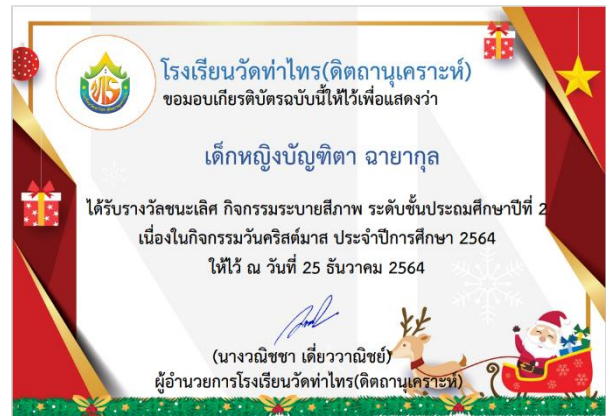 โรงเรียนวัดท่าไทร(ดิตถานุเคราะห์)
ขอมอบเกียรติบัตรฉบับนี้ให้ไว้เพื่อแสดงว่า
เด็กหญิงบัญฑิตา ฉายากุล
ได้รับรางวัลชนะเลิศ กิจกรรมระบายสีภาพ ระดับชั้นประถมศึกษาปีที่ 2
เนื่องในกิจกรรมวันคริสต์มาส ประจำปีการศึกษา 2564
ให้ไว้ ณ วันที่ 25 ธันวาคม 2564
(นางวณิชชา เดี่ยววาณิชย์)
ผู้อำนวยการโรงเรียนวัดท่าไทร(ดิตถานุเคราะห์)